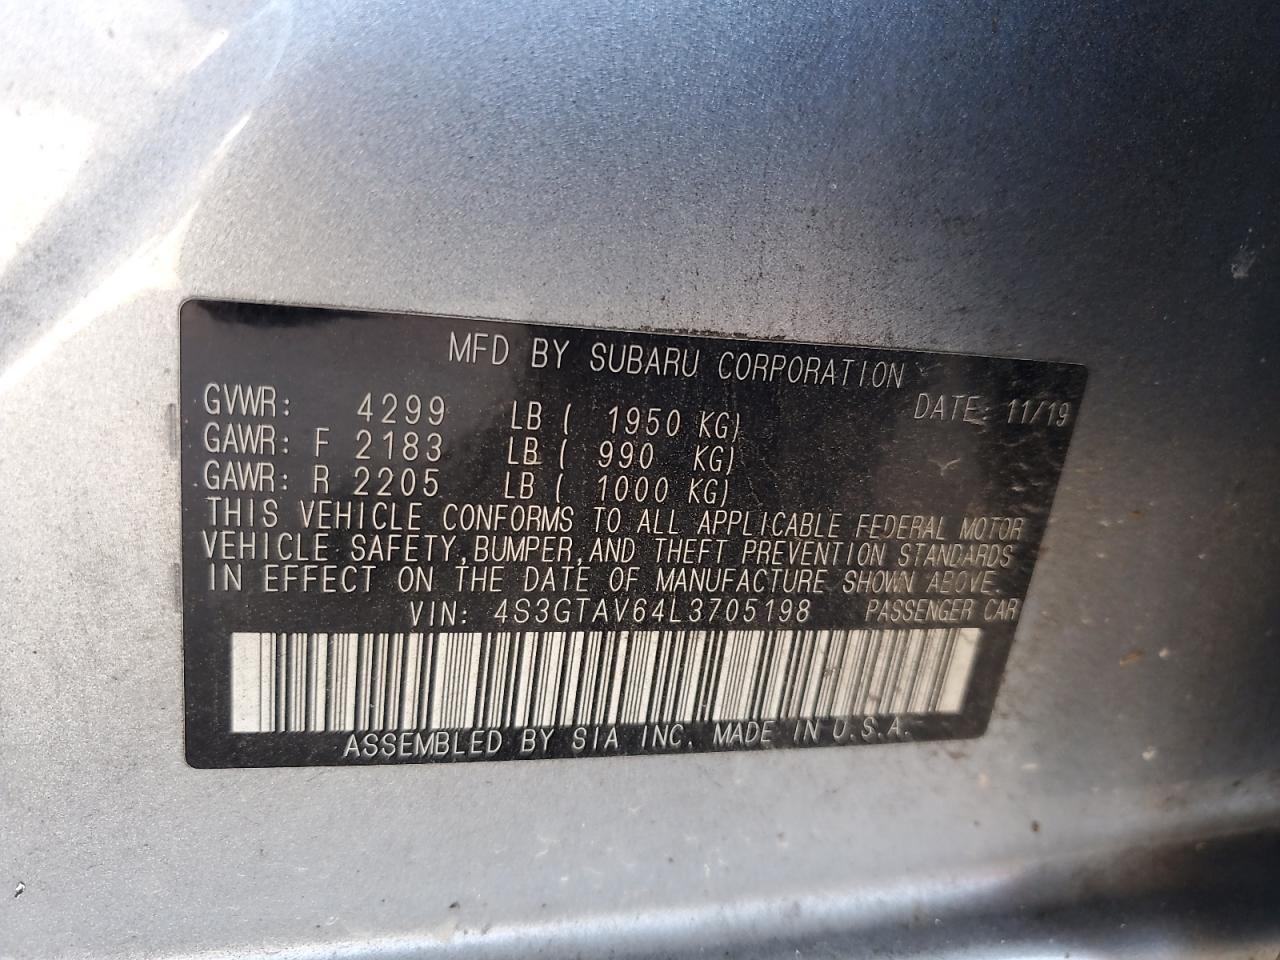 MFD BY SUBARU CORPORATION
GVWR: 4299 LB ( 1950 KG) DATE: 11/19
GAWR: F 2183 LB ( 990 KG)
GAWR: R 2205 LB ( 1000 KG)
THIS VEHICLE CONFORMS TO ALL APPLICABLE FEDERAL MOTOR
VEHICLE SAFETY, BUMPER, AND THEFT PREVENTION STANDARDS
IN EFFECT ON THE DATE OF MANUFACTURE SHOWN ABOVE.
VIN: 4S3GTAV64L3705198 PASSENGER CAR
ASSEMBLED BY SIA INC. MADE IN U.S.A.